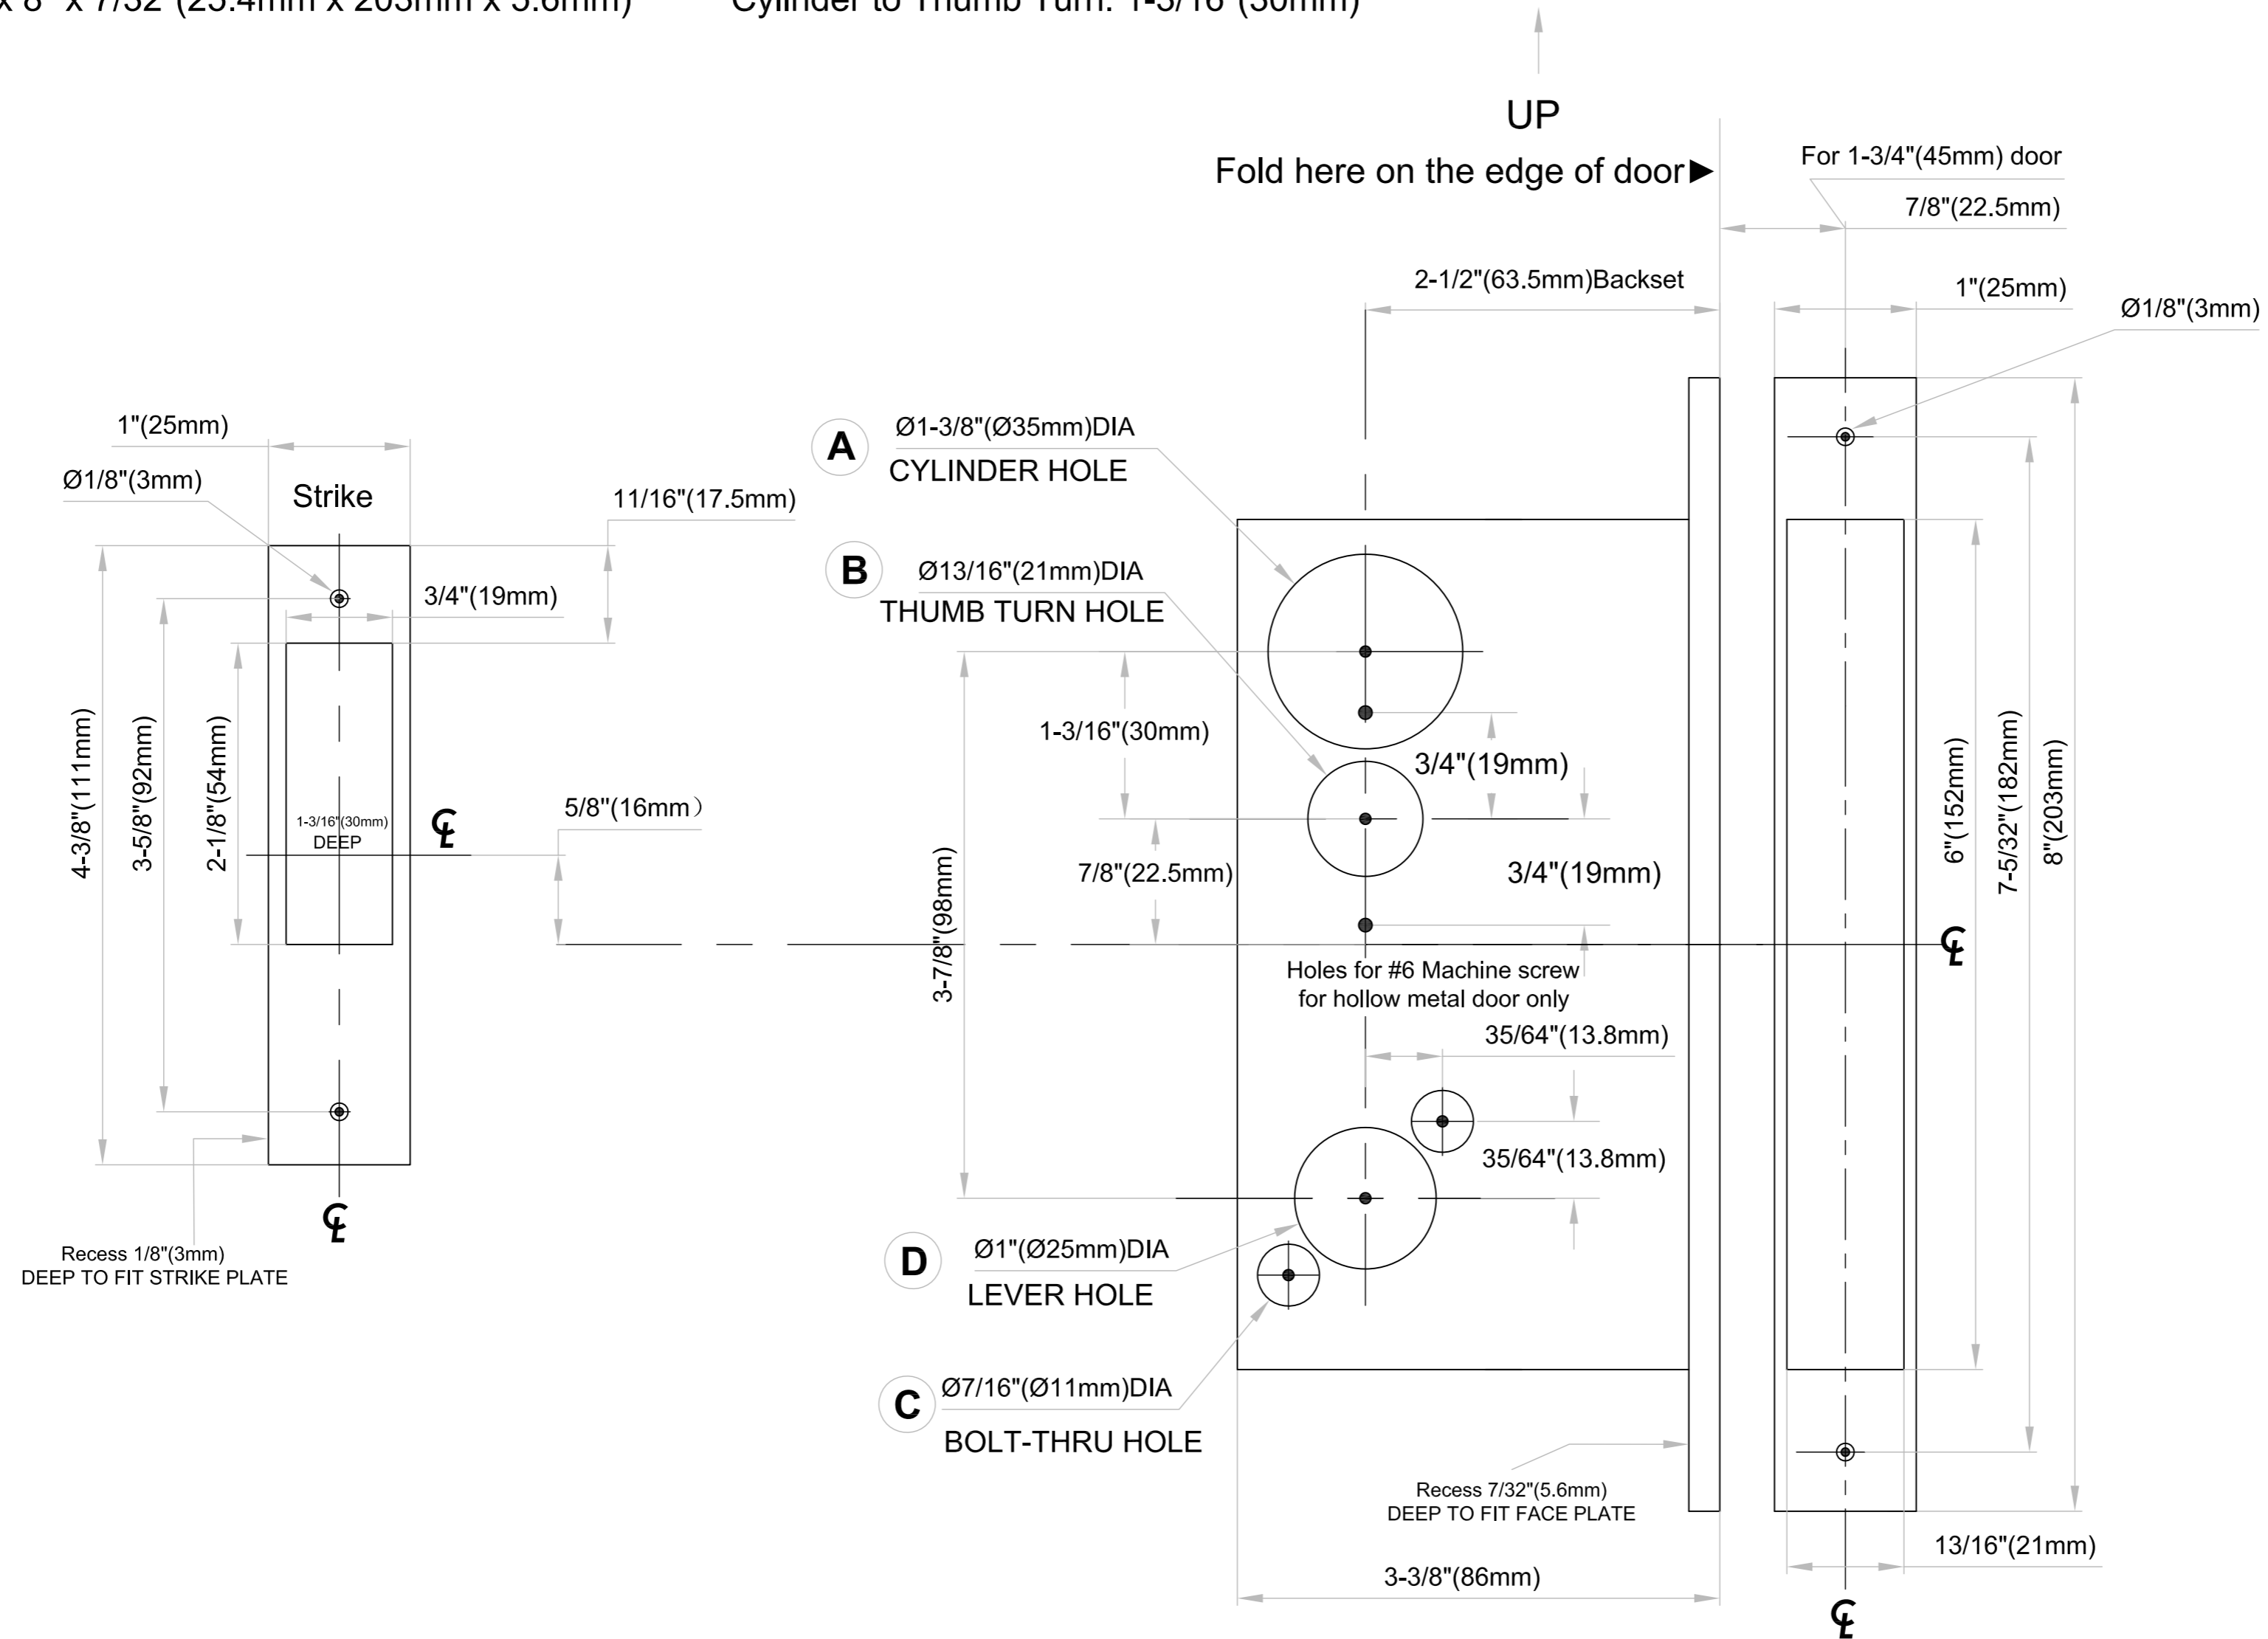 x 8" x 7/32"(25.4mm x 203mm x 5.6mm)
Cylinder to Thumb Turn: 1-3/16"(30mm)
UP
Fold here on the edge of door►
For 1-3/4"(45mm) door
7/8"(22.5mm)
2-1/2"(63.5mm)Backset
1"(25mm)
Ø1/8"(3mm)
1"(25mm)
Ø1/8"(3mm)
Strike
11/16"(17.5mm)
3/4"(19mm)
4-3/8"(111mm)
3-5/8"(92mm)
2-1/8"(54mm)
1-3/16"(30mm)
DEEP
5/8"(16mm）
Recess 1/8"(3mm)
DEEP TO FIT STRIKE PLATE
A
Ø1-3/8"(Ø35mm)DIA
CYLINDER HOLE
B
Ø13/16"(21mm)DIA
THUMB TURN HOLE
1-3/16"(30mm)
3/4"(19mm)
7/8"(22.5mm)
3/4"(19mm)
3-7/8"(98mm)
Holes for #6 Machine screw
for hollow metal door only
35/64"(13.8mm)
35/64"(13.8mm)
D
Ø1"(Ø25mm)DIA
LEVER HOLE
C
Ø7/16"(Ø11mm)DIA
BOLT-THRU HOLE
Recess 7/32"(5.6mm)
DEEP TO FIT FACE PLATE
3-3/8"(86mm)
6"(152mm)
7-5/32"(182mm)
8"(203mm)
13/16"(21mm)